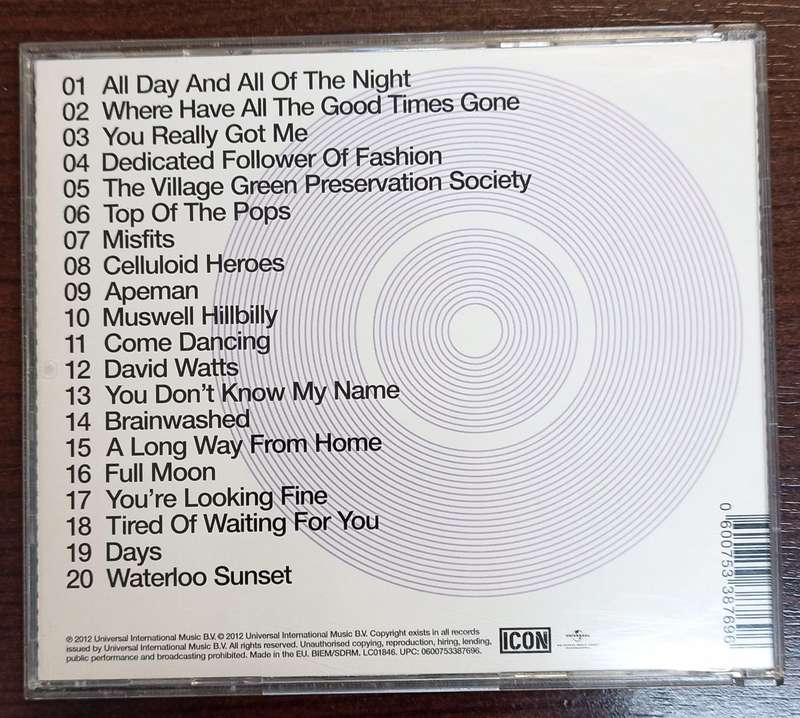 01 All Day And All Of The Night
02 Where Have All The Good Times Gone
03 You Really Got Me
04 Dedicated Follower Of Fashion
05 The Village Green Preservation Society
06 Top Of The Pops
07 Misfits
08 Celluloid Heroes
09 Apeman
10 Muswell Hillbilly
11 Come Dancing
12 David Watts
13 You Don't Know My Name
14 Brainwashed
15 A Long Way From Home
16 Full Moon
17 You're Looking Fine
18 Tired Of Waiting For You
19 Days
20 Waterloo Sunset
0 600753 387696
℗ 2012 Universal International Music B.V. © 2012 Universal International Music B.V. Copyright exists in all records
issued by Universal International Music B.V. All rights reserved. Unauthorised copying, reproduction, hiring, lending,
public performance and broadcasting prohibited. Made in the EU. BIEM/SDRM. LC01846. UPC: 0600753387696.
ICON
UNIVERSAL